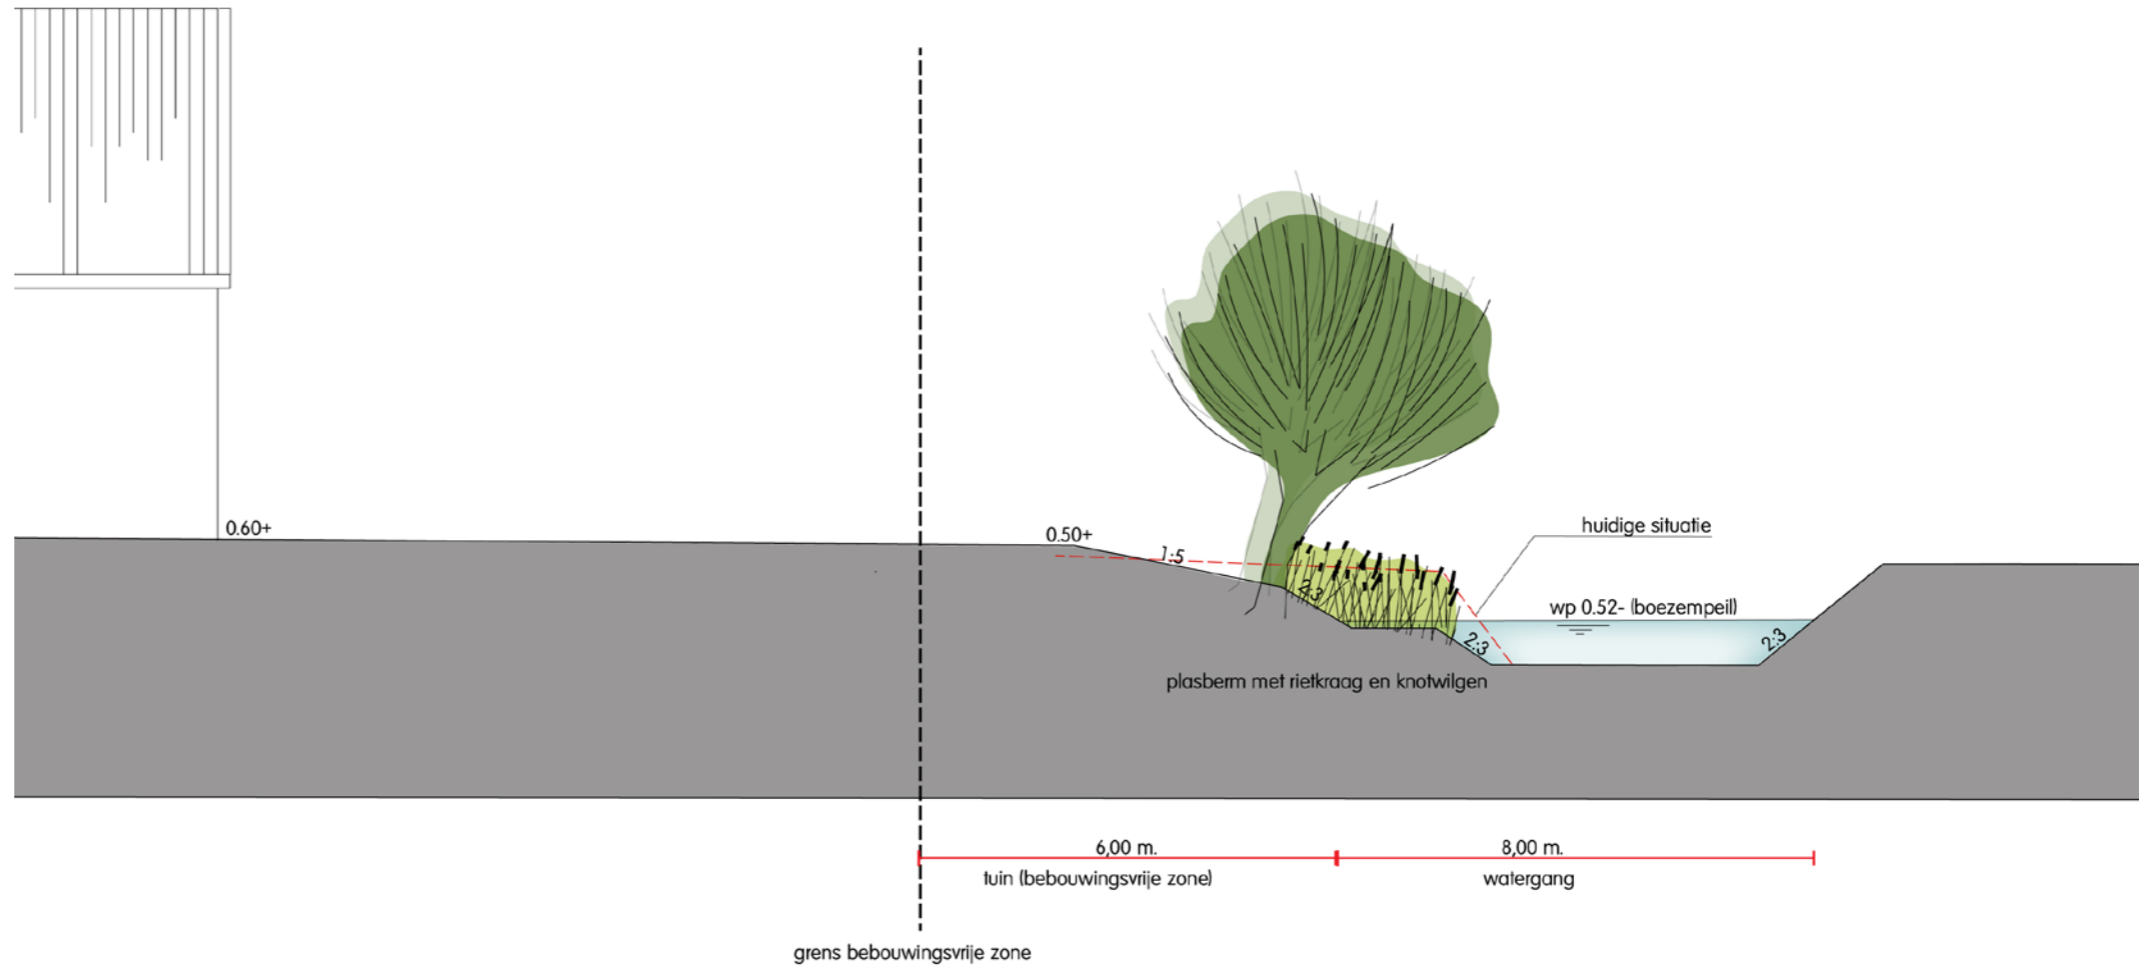 0.60+
0.50+
1:5
huidige situatie
2:3
wp 0.52- (boezempeil)
2:3
2:3
plasberm met rietkraag en knotwilgen
6,00 m.
8,00 m.
tuin (bebouwingsvrije zone)
watergang
grens bebouwingsvrije zone